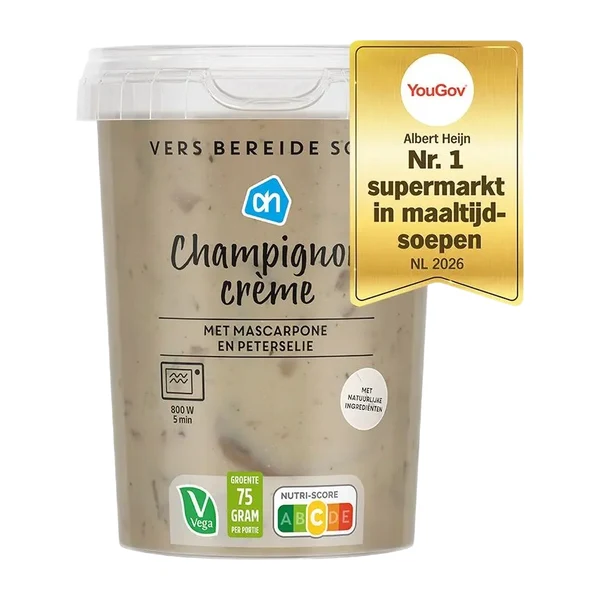 VERS BEREIDE
YouGov
Albert Heijn
Nr. 1
supermarkt
in maaltijd-
soepen
NL 2026
ah
Champignon
crème
MET MASCARPONE
EN PETERSELIE
800 W
5 min
MET
NATUURLIJKE
INGREDIËNTEN
V
Vega
GROENTE
75
GRAM
PER PORTIE
NUTRI-SCORE
A B C D E